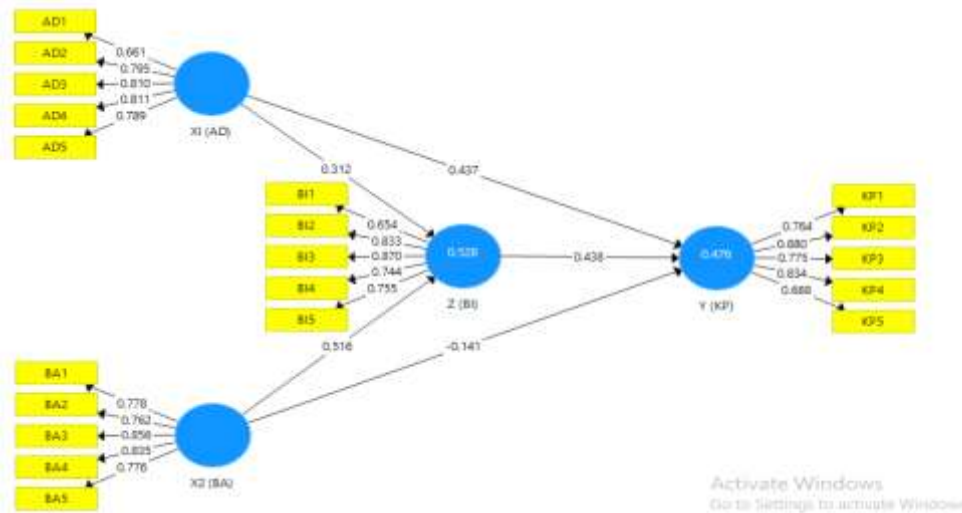 AD1
AD2
AD3
AD4
AD5
0.661
0.795
0.810
0.811
0.789
X1 (AD)
0.312
0.437
BI1
BI2
BI3
BI4
BI5
0.654
0.833
0.870
0.744
0.755
0.528
Z (BI)
0.438
0.476
Y (KP)
0.764
0.680
0.775
0.834
0.688
KP1
KP2
KP3
KP4
KP5
0.516
-0.141
BA1
BA2
BA3
BA4
BA5
0.778
0.762
0.856
0.835
0.776
X2 (BA)
Activate Windows
Go to Settings to activate Windows